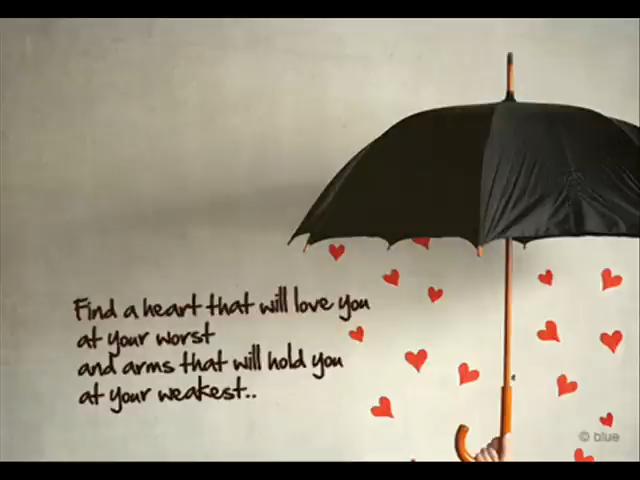 Find a heart that will love you
at your worst
and arms that will hold you
at your weakest..
© blue